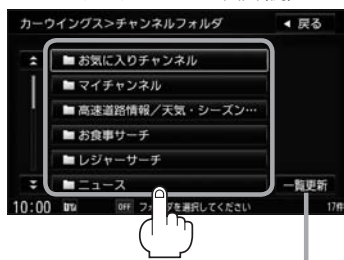 カーウイングス>チャンネルフォルダ
戻る
お気に入りチャンネル
マイチャンネル
高速道路情報/天気・シーズン…
お食事サーチ
レジャーサーチ
ニュース
一覧更新
10:00 OFF フォルダを選択してください 17件